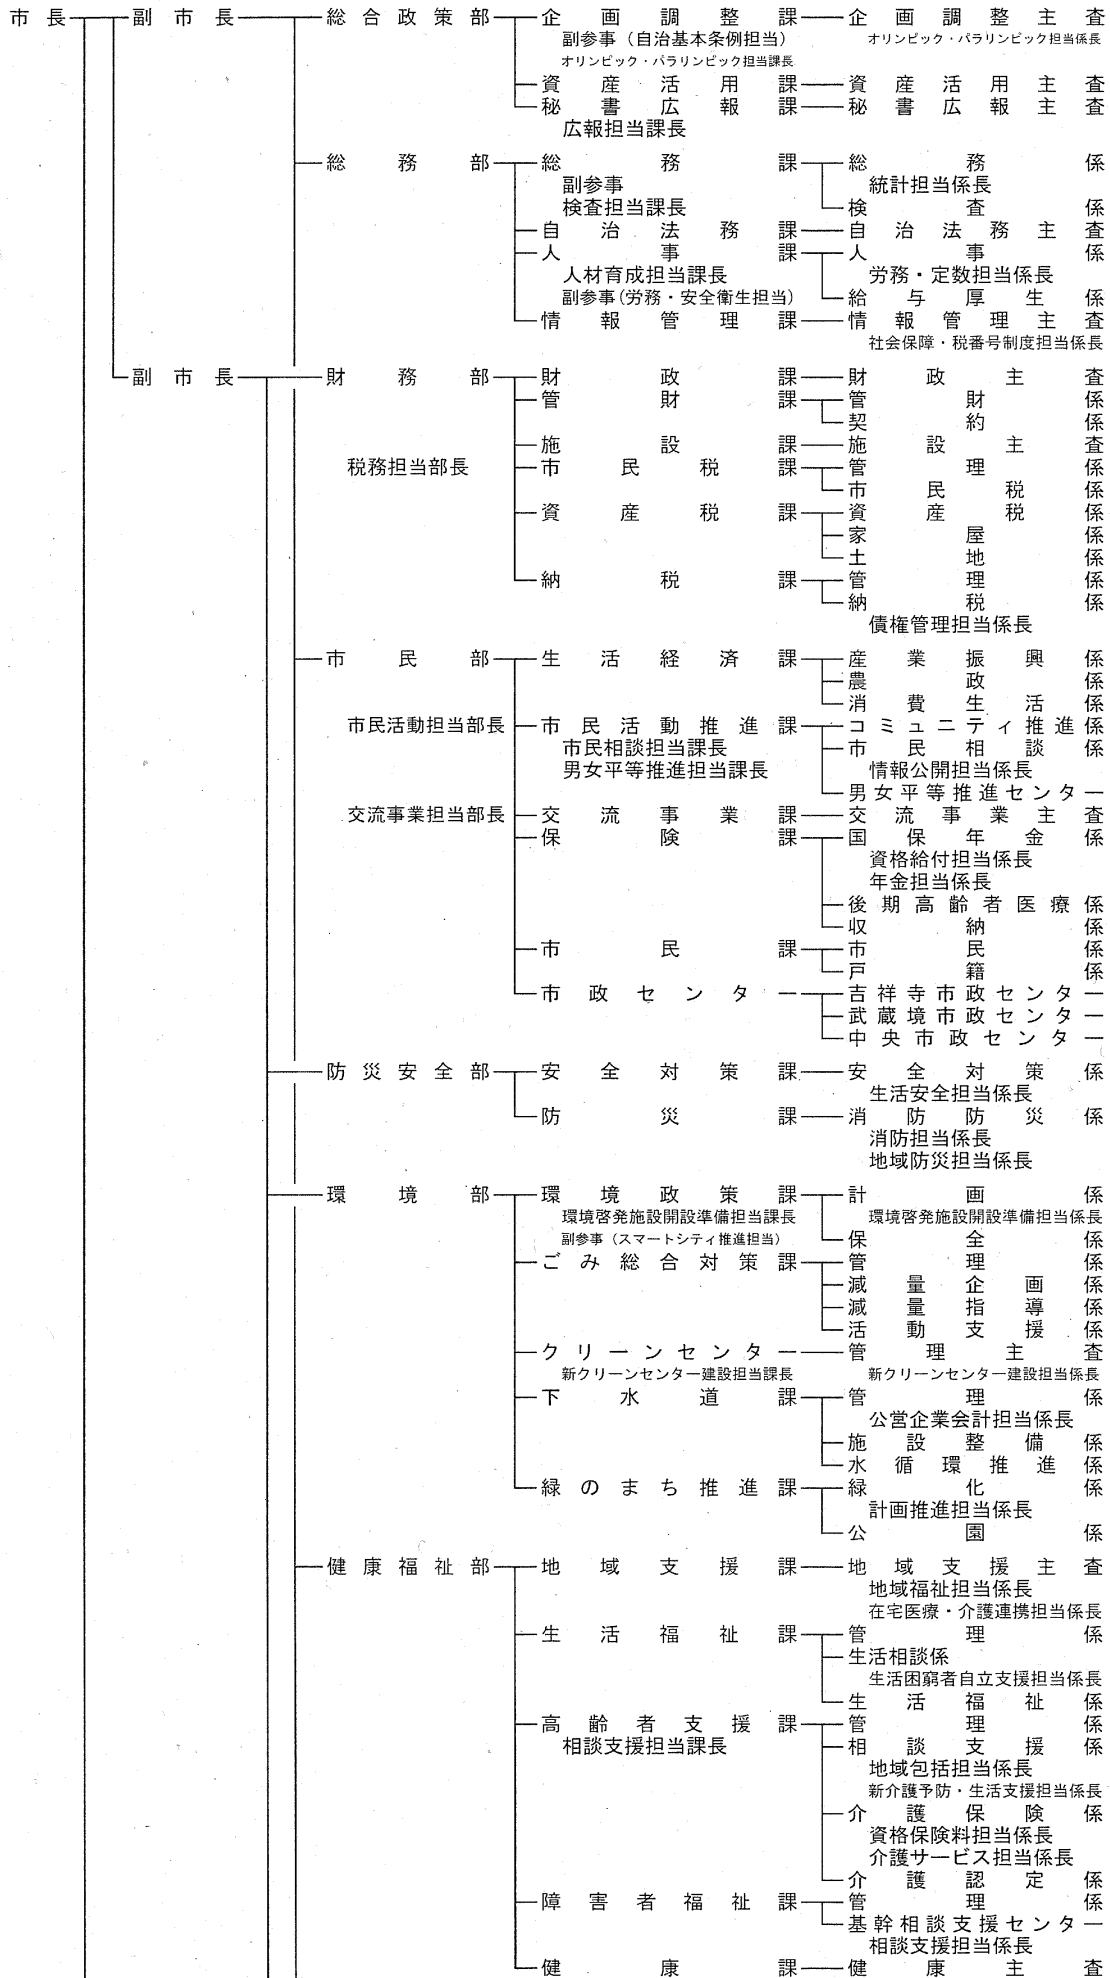 市長 副市長 総合政策部 企画調整課 企画調整主査
副参事（自治基本条例担当） オリンピック・パラリンピック担当係長
オリンピック・パラリンピック担当課長
資産活用課 資産活用主査
秘書広報課 秘書広報主査
広報担当課長
総務部 総務課 総務係
副参事 統計担当係長
検査担当課長 検査係
自治法務課 自治法務主査
人事課 人事係
人材育成担当課長 労務・定数担当係長
副参事(労務・安全衛生担当) 給与厚生係
情報管理課 情報管理主査
社会保障・税番号制度担当係長
副市長 財務部 財政課 財政主査
管財課 管財係
契約係
施設課 施設主査
税務担当部長 市民税課 管理係
市民税係
資産税課 資産税係
家屋係
土地係
納税課 管理係
納税係
債権管理担当係長
市民部 生活経済課 産業振興係
農政係
消費生活係
市民活動担当部長 市民活動推進課 コミュニティ推進係
市民相談担当課長 市民相談係
男女平等推進担当課長 情報公開担当係長
男女平等推進センター
交流事業担当部長 交流事業課 交流事業主査
保険課 国保年金係
資格給付担当係長
年金担当係長
後期高齢者医療係
収納係
市民課 市民係
戸籍係
市政センター 吉祥寺市政センター
武蔵境市政センター
中央市政センター
防災安全部 安全対策課 安全対策係
生活安全担当係長
防災課 消防防災係
消防担当係長
地域防災担当係長
環境部 環境政策課 計画係
環境啓発施設開設準備担当課長 環境啓発施設開設準備担当係長
副参事（スマートシティ推進担当） 保全係
ごみ総合対策課 管理係
減量企画係
減量指導係
活動支援係
クリーンセンター 管理主査
新クリーンセンター建設担当課長 新クリーンセンター建設担当係長
下水道課 管理係
公営企業会計担当係長
施設整備係
水循環推進係
緑のまち推進課 緑化係
計画推進担当係長
公園係
健康福祉部 地域支援課 地域支援主査
地域福祉担当係長
在宅医療・介護連携担当係長
生活福祉課 管理係
生活相談係
生活困窮者自立支援担当係長
生活福祉係
高齢者支援課 管理係
相談支援担当課長 相談支援係
地域包括担当係長
新介護予防・生活支援担当係長
介護保険係
資格保険料担当係長
介護サービス担当係長
介護認定係
障害者福祉課 管理係
基幹相談支援センター
相談支援担当係長
健康課 健康主査